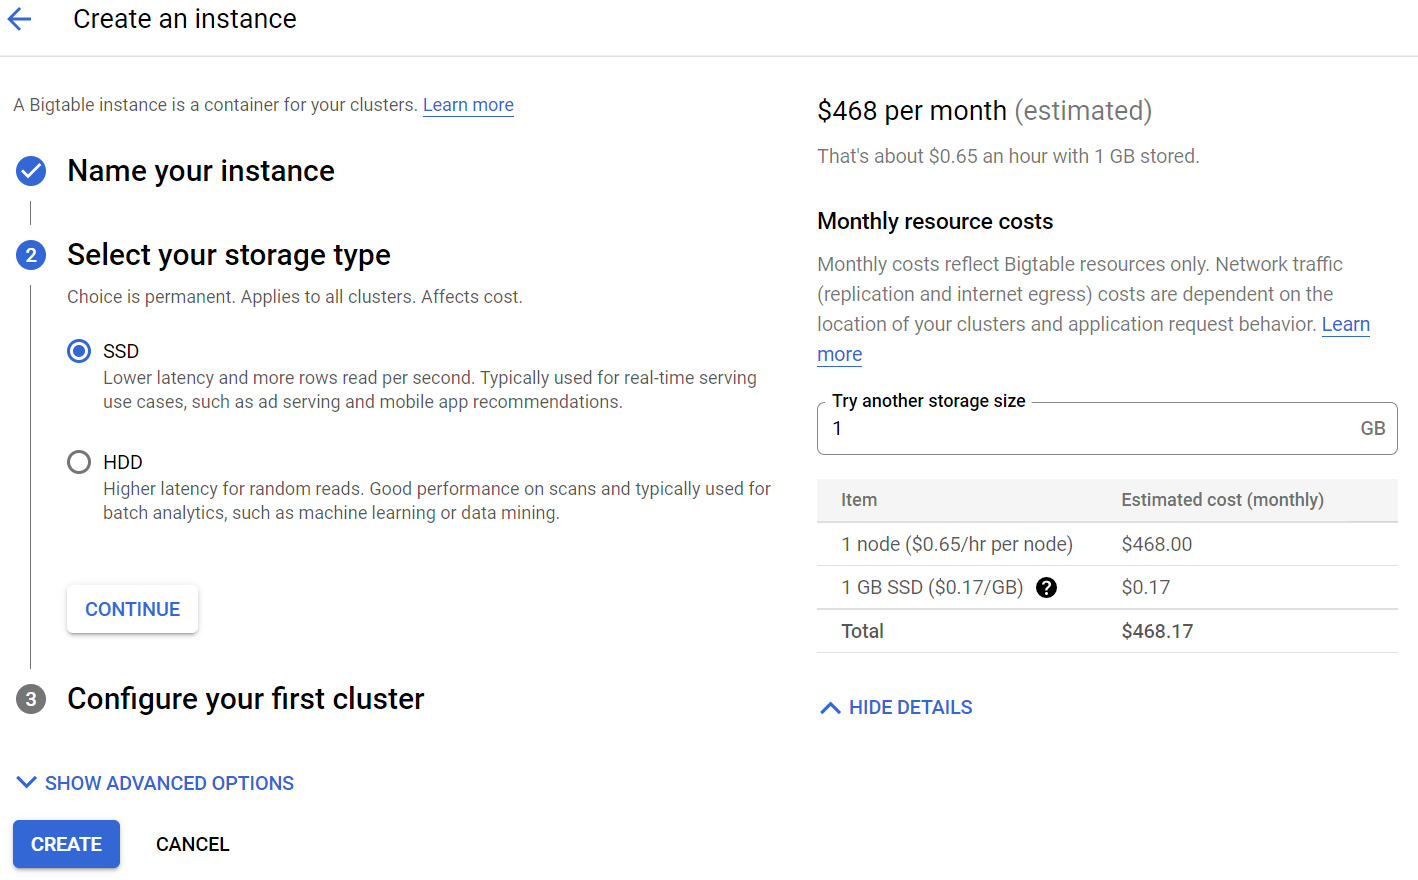 Create an instance
A Bigtable instance is a container for your clusters. Learn more
Name your instance
2
Select your storage type
Choice is permanent. Applies to all clusters. Affects cost.
SSD
Lower latency and more rows read per second. Typically used for real-time serving
use cases, such as ad serving and mobile app recommendations.
HDD
Higher latency for random reads. Good performance on scans and typically used for
batch analytics, such as machine learning or data mining.
CONTINUE
3
Configure your first cluster
SHOW ADVANCED OPTIONS
CREATE
CANCEL
$468 per month (estimated)
That's about $0.65 an hour with 1 GB stored.
Monthly resource costs
Monthly costs reflect Bigtable resources only. Network traffic
(replication and internet egress) costs are dependent on the
location of your clusters and application request behavior. Learn
more
Try another storage size
1 GB
Item Estimated cost (monthly)
1 node ($0.65/hr per node) $468.00
1 GB SSD ($0.17/GB) ? $0.17
Total $468.17
HIDE DETAILS